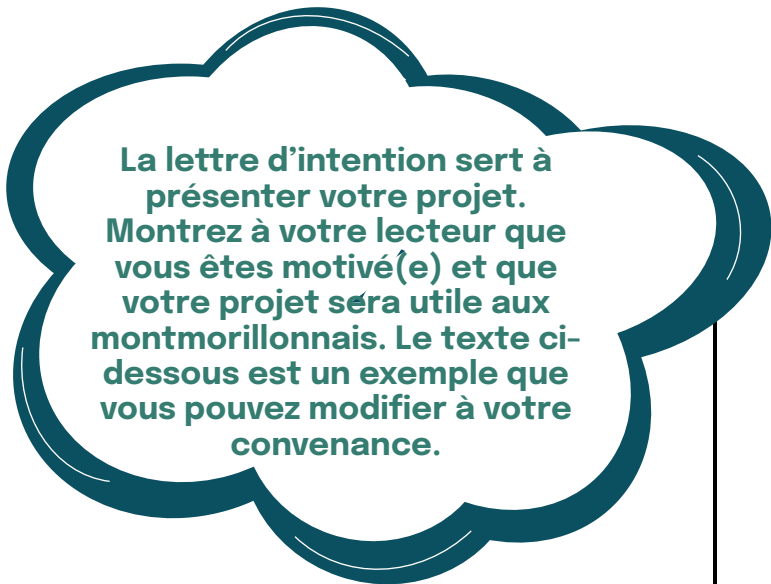 La lettre d’intention sert à
présenter votre projet.
Montrez à votre lecteur que
vous êtes motivé(e) et que
votre projet sera utile aux
montmorillonnais. Le texte ci-
dessous est un exemple que
vous pouvez modifier à votre
convenance.